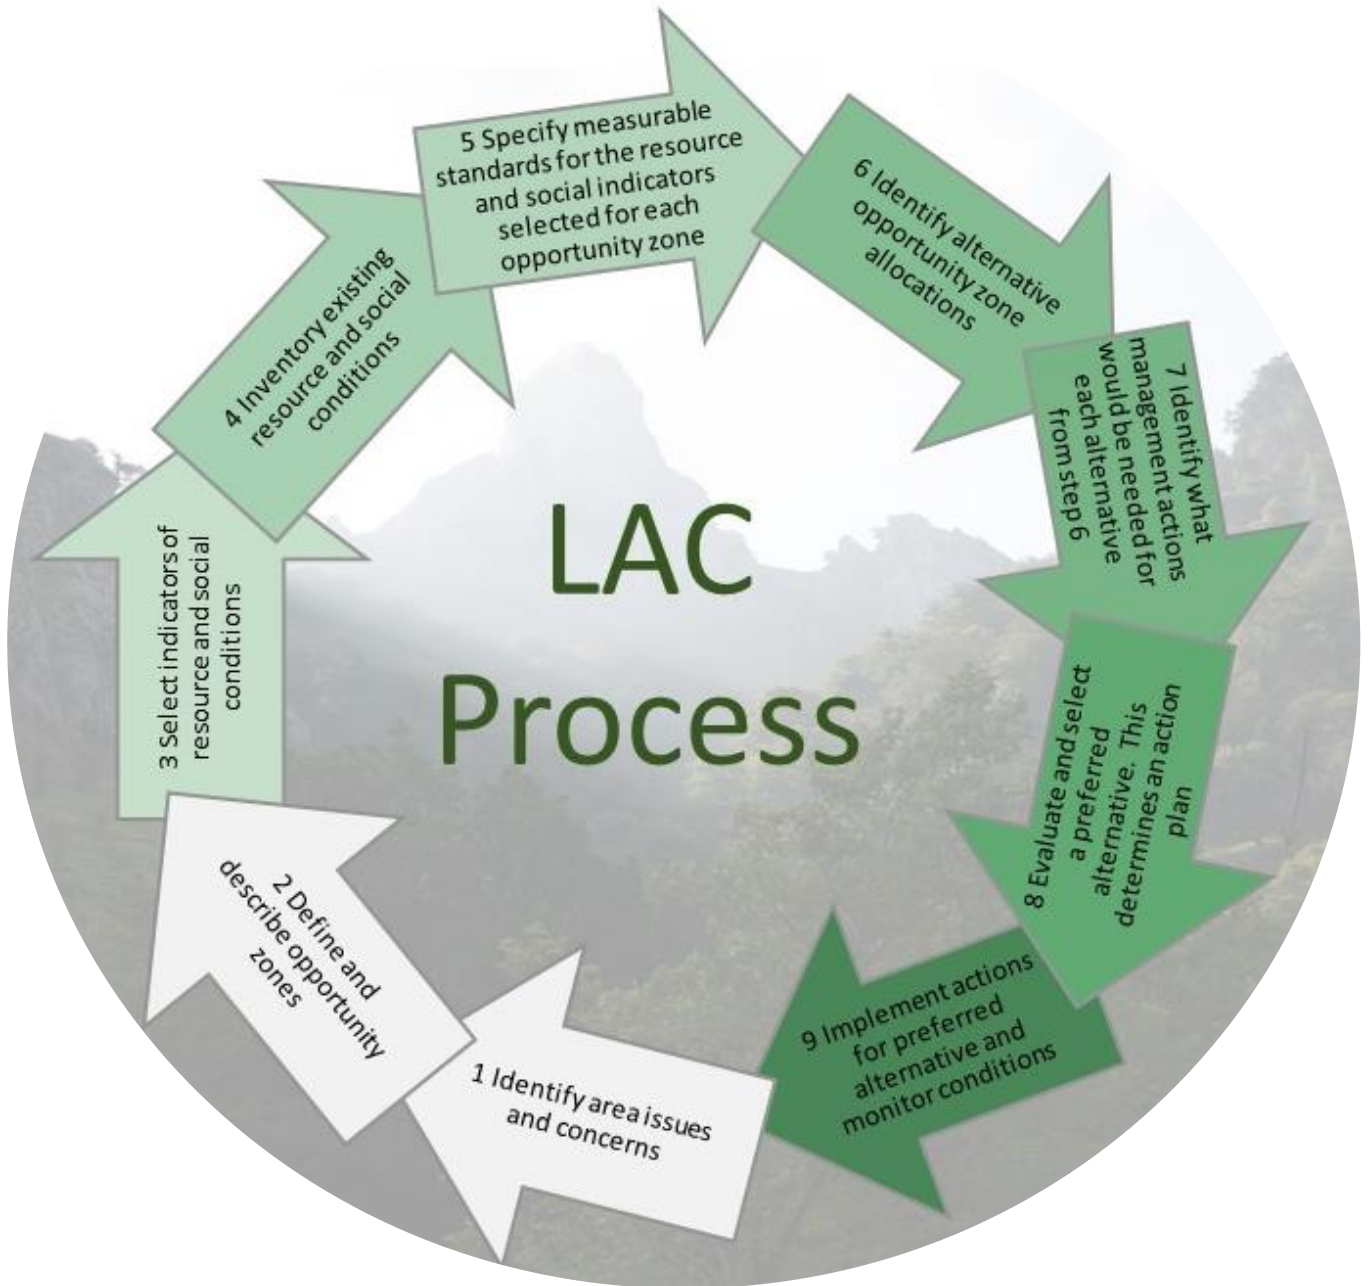 LAC
Process
1 Identify area issues
and concerns
2 Define and
describe opportunity
zones
3 Select indicators of
resource and social
conditions
4 Inventory existing
resource and social
conditions
5 Specify measurable
standards for the resource
and social indicators
selected for each
opportunity zone
6 Identify alternative
opportunity zone
allocations
7 Identify what
management actions
would be needed for
each alternative
from step 6
8 Evaluate and select
a preferred
alternative. This
determines an action
plan
9 Implement actions
for preferred
alternative and
monitor conditions